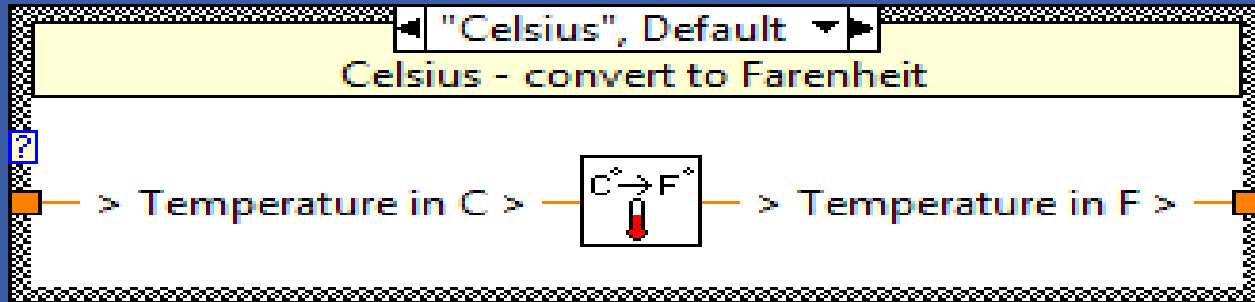 "Celsius", Default
Celsius - convert to Farenheit
?
> Temperature in C >
C°→F°
> Temperature in F >